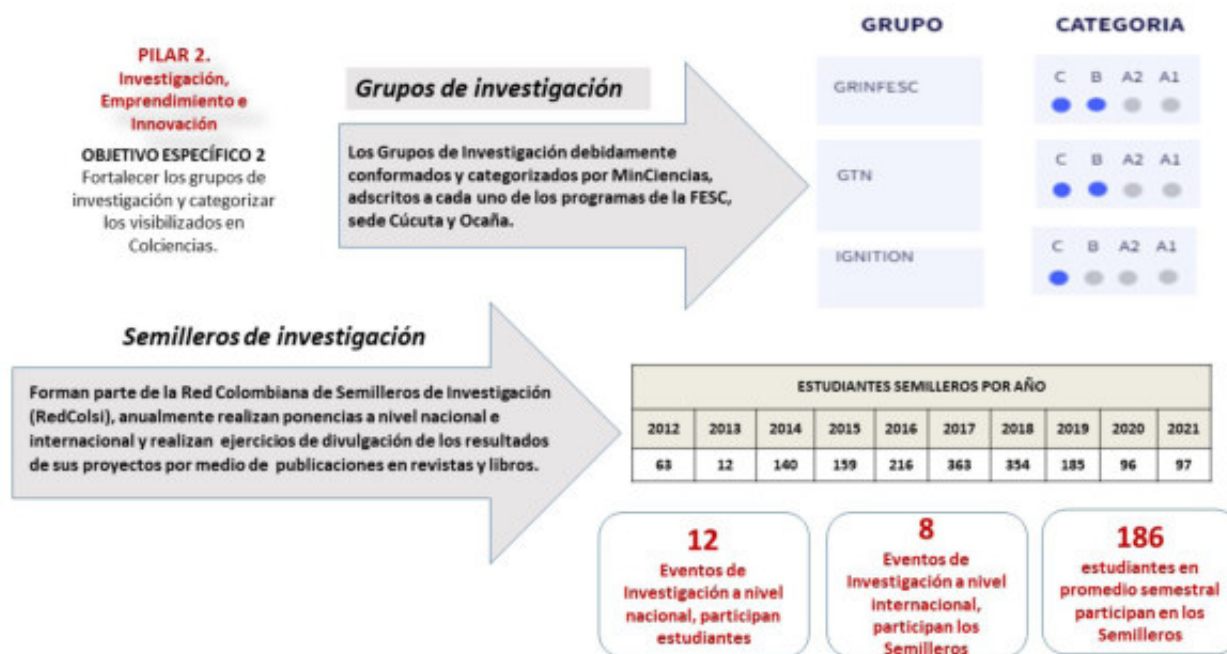 PILAR 2.
Investigación,
Emprendimiento e
Innovación
OBJETIVO ESPECÍFICO 2
Fortalecer los grupos de
investigación y categorizar
los visibilizados en
Colciencias.
Grupos de investigación
Los Grupos de Investigación debidamente
conformados y categorizados por MinCiencias,
adscritos a cada uno de los programas de la FESC,
sede Cúcuta y Ocaña.
GRUPO CATEGORIA
GRINFESC C B A2 A1
GTN C B A2 A1
IGNITION C B A2 A1
Semilleros de investigación
Forman parte de la Red Colombiana de Semilleros de Investigación
(RedColsi), anualmente realizan ponencias a nivel nacional e
internacional y realizan ejercicios de divulgación de los resultados
de sus proyectos por medio de publicaciones en revistas y libros.
ESTUDIANTES SEMILLEROS POR AÑO
2012 2013 2014 2015 2016 2017 2018 2019 2020 2021
63 12 140 159 216 363 354 185 96 97
12
Eventos de
Investigación a nivel
nacional, participan
estudiantes
8
Eventos de
Investigación a nivel
internacional,
participan los
Semilleros
186
estudiantes en
promedio semestral
participan en los
Semilleros